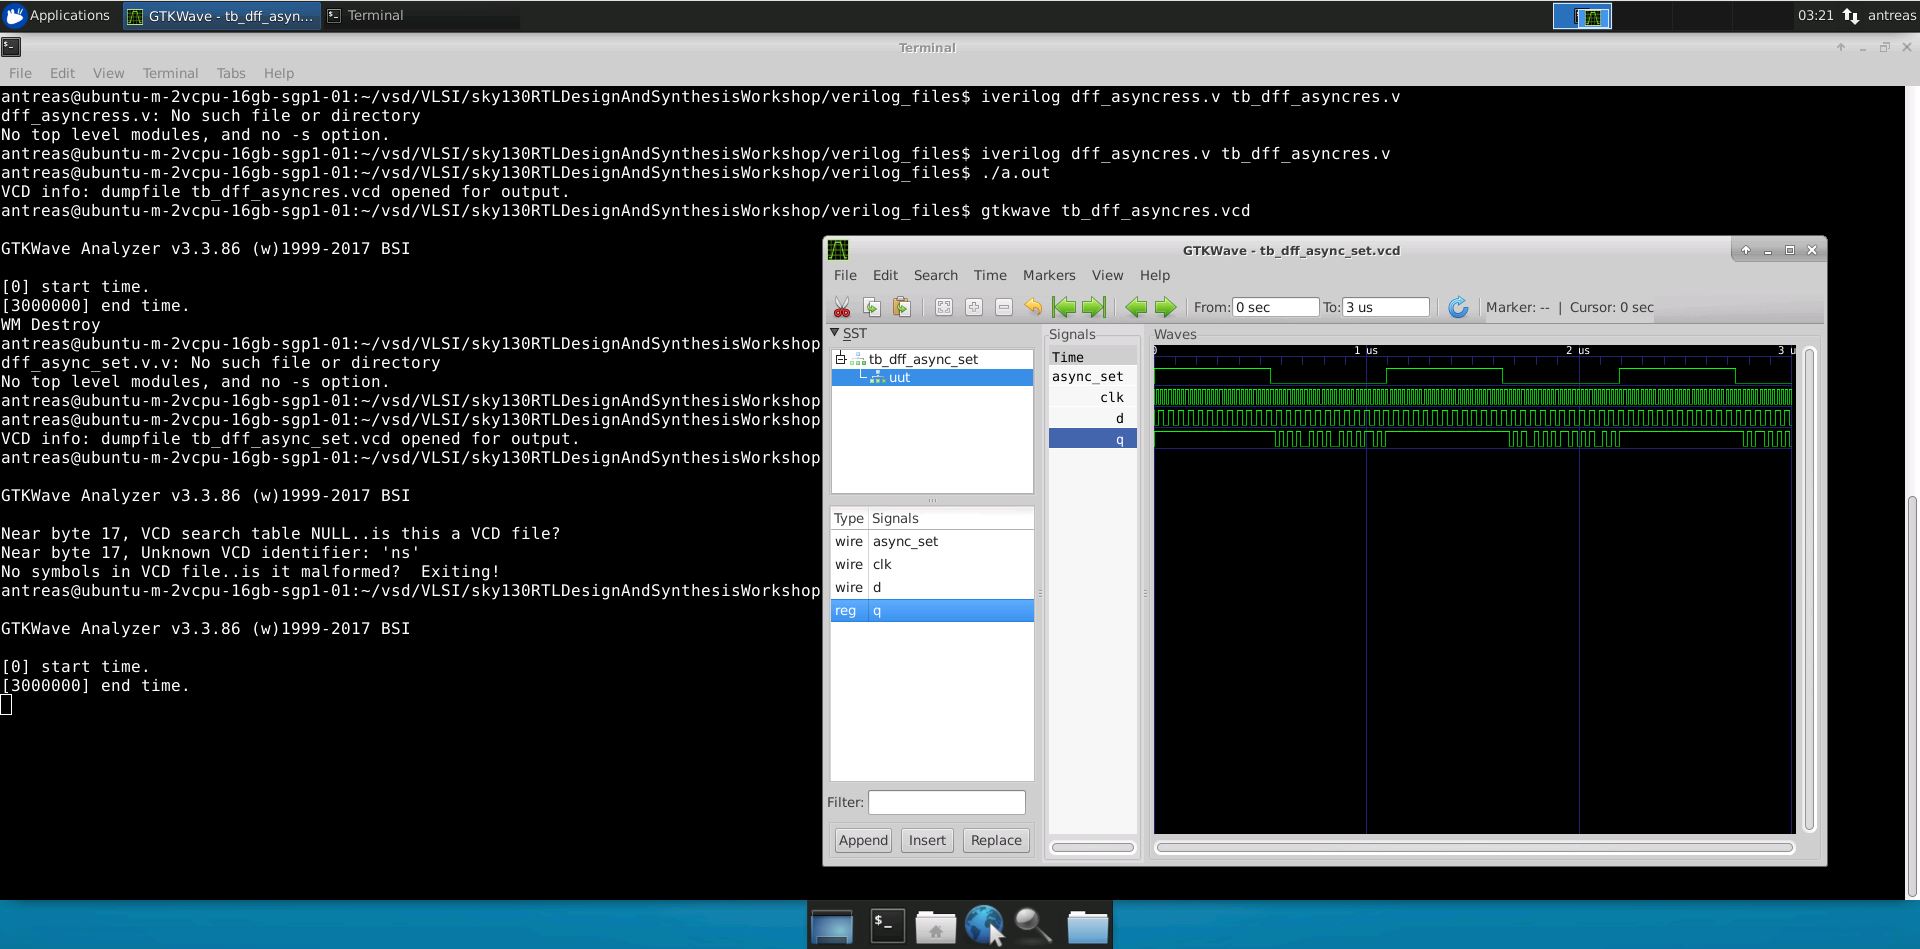 Applications
GTKWave - tb_dff_asyn...
Terminal
03:21
antreas
Terminal
File Edit View Terminal Tabs Help
antreas@ubuntu-m-2vcpu-16gb-sgp1-01:~/vsd/VLSI/sky130RTLDesignAndSynthesisWorkshop/verilog_files$ iverilog dff_asyncress.v tb_dff_asyncres.v
dff_asyncress.v: No such file or directory
No top level modules, and no -s option.
antreas@ubuntu-m-2vcpu-16gb-sgp1-01:~/vsd/VLSI/sky130RTLDesignAndSynthesisWorkshop/verilog_files$ iverilog dff_asyncres.v tb_dff_asyncres.v
antreas@ubuntu-m-2vcpu-16gb-sgp1-01:~/vsd/VLSI/sky130RTLDesignAndSynthesisWorkshop/verilog_files$ ./a.out
VCD info: dumpfile tb_dff_asyncres.vcd opened for output.
antreas@ubuntu-m-2vcpu-16gb-sgp1-01:~/vsd/VLSI/sky130RTLDesignAndSynthesisWorkshop/verilog_files$ gtkwave tb_dff_asyncres.vcd
GTKWave Analyzer v3.3.86 (w)1999-2017 BSI
[0] start time.
[3000000] end time.
WM Destroy
antreas@ubuntu-m-2vcpu-16gb-sgp1-01:~/vsd/VLSI/sky130RTLDesignAndSynthesisWorkshop
dff_async_set.v.v: No such file or directory
No top level modules, and no -s option.
antreas@ubuntu-m-2vcpu-16gb-sgp1-01:~/vsd/VLSI/sky130RTLDesignAndSynthesisWorkshop
antreas@ubuntu-m-2vcpu-16gb-sgp1-01:~/vsd/VLSI/sky130RTLDesignAndSynthesisWorkshop
VCD info: dumpfile tb_dff_async_set.vcd opened for output.
antreas@ubuntu-m-2vcpu-16gb-sgp1-01:~/vsd/VLSI/sky130RTLDesignAndSynthesisWorkshop
GTKWave Analyzer v3.3.86 (w)1999-2017 BSI
Near byte 17, VCD search table NULL..is this a VCD file?
Near byte 17, Unknown VCD identifier: 'ns'
No symbols in VCD file..is it malformed?  Exiting!
antreas@ubuntu-m-2vcpu-16gb-sgp1-01:~/vsd/VLSI/sky130RTLDesignAndSynthesisWorkshop
GTKWave Analyzer v3.3.86 (w)1999-2017 BSI
[0] start time.
[3000000] end time.
GTKWave - tb_dff_async_set.vcd
File Edit Search Time Markers View Help
From: 0 sec To: 3 us Marker: -- | Cursor: 0 sec
SST
tb_dff_async_set
uut
Type Signals
wire async_set
wire clk
wire d
reg q
Filter:
Append Insert Replace
Signals
Time
async_set
clk
d
q
Waves
0 1 us 2 us 3 u